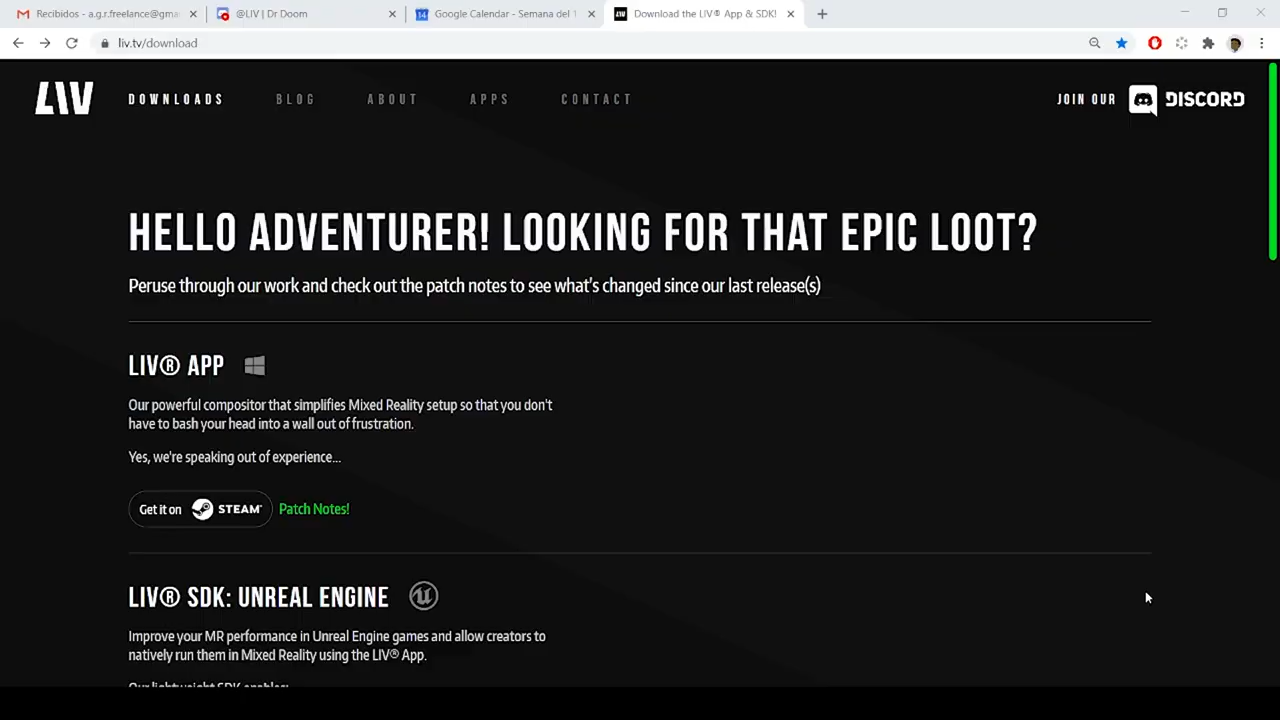 Recibidos - a.g.r.freelance@gma
@LIV | Dr Doom
Google Calendar - Semana del 1
Download the LIV® App & SDK!
liv.tv/download
LIV
DOWNLOADS
BLOG
ABOUT
APPS
CONTACT
JOIN OUR DISCORD
HELLO ADVENTURER! LOOKING FOR THAT EPIC LOOT?
Peruse through our work and check out the patch notes to see what's changed since our last release(s)
LIV® APP
Our powerful compositor that simplifies Mixed Reality setup so that you don't
have to bash your head into a wall out of frustration.
Yes, we're speaking out of experience...
Get it on STEAM Patch Notes!
LIV® SDK: UNREAL ENGINE
Improve your MR performance in Unreal Engine games and allow creators to
natively run them in Mixed Reality using the LIV® App.
Our lightweight SDK enables: